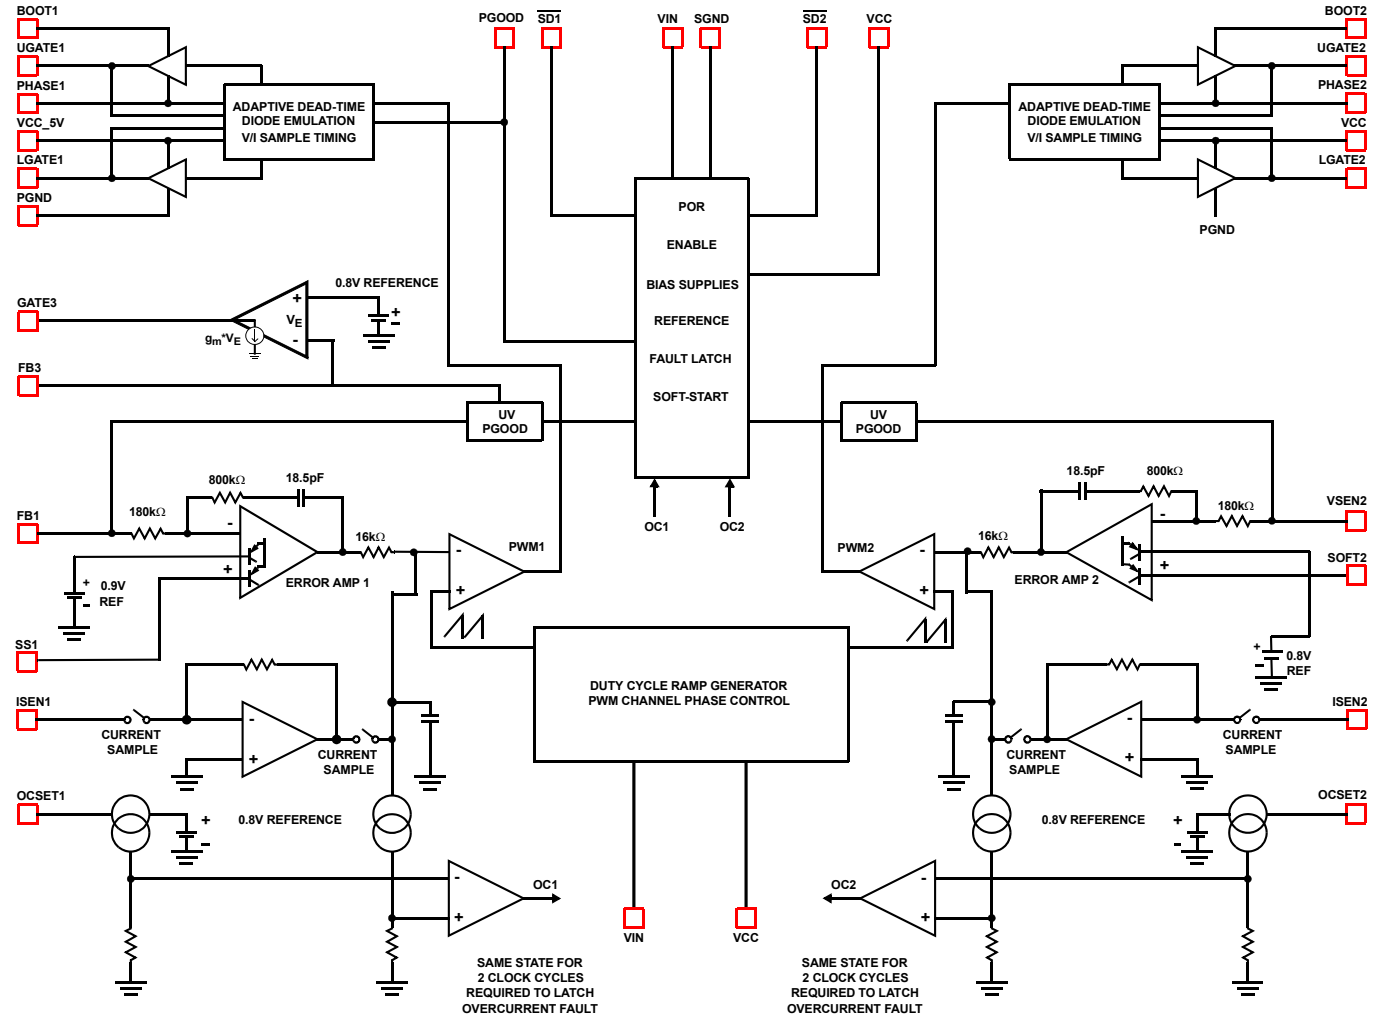 BOOT1
UGATE1
PHASE1
VCC_5V
LGATE1
PGND
ADAPTIVE DEAD-TIME
DIODE EMULATION
V/I SAMPLE TIMING
PGOOD
SD1
VIN
SGND
SD2
VCC
BOOT2
UGATE2
PHASE2
VCC
LGATE2
PGND
ADAPTIVE DEAD-TIME
DIODE EMULATION
V/I SAMPLE TIMING
POR
ENABLE
BIAS SUPPLIES
REFERENCE
FAULT LATCH
SOFT-START
OC1
OC2
GATE3
gm*VE
VE
+
-
0.8V REFERENCE
+
-
FB3
UV
PGOOD
UV
PGOOD
FB1
180kΩ
800kΩ
18.5pF
-
+
ERROR AMP 1
16kΩ
-
+
PWM1
+
-
0.9V
REF
SS1
18.5pF
800kΩ
180kΩ
VSEN2
-
+
ERROR AMP 2
16kΩ
-
+
PWM2
SOFT2
+
-
0.8V
REF
DUTY CYCLE RAMP GENERATOR
PWM CHANNEL PHASE CONTROL
VIN
VCC
ISEN1
CURRENT
SAMPLE
-
+
CURRENT
SAMPLE
ISEN2
CURRENT
SAMPLE
-
+
CURRENT
SAMPLE
OCSET1
+
-
0.8V REFERENCE
-
+
OC1
SAME STATE FOR
2 CLOCK CYCLES
REQUIRED TO LATCH
OVERCURRENT FAULT
OCSET2
+
-
0.8V REFERENCE
-
+
OC2
SAME STATE FOR
2 CLOCK CYCLES
REQUIRED TO LATCH
OVERCURRENT FAULT